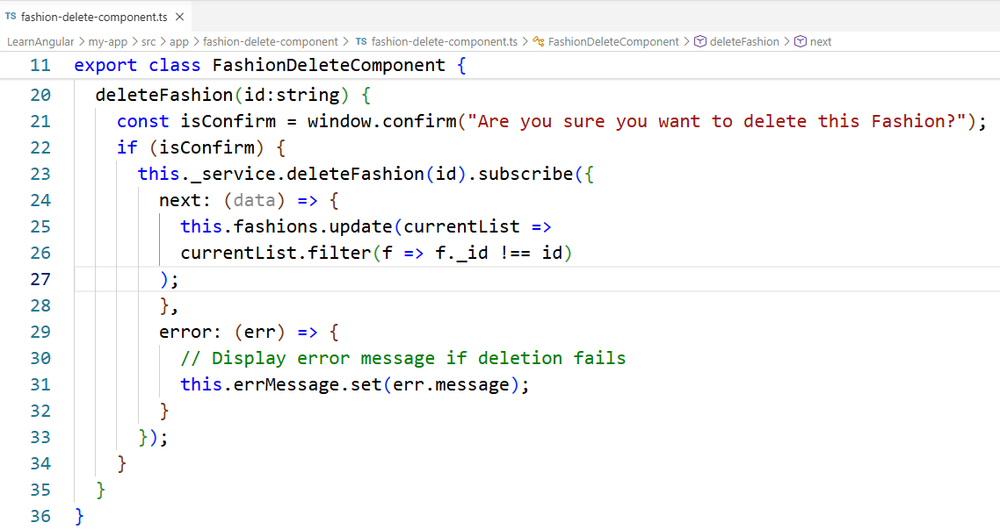 TS fashion-delete-component.ts ×
LearnAngular > my-app > src > app > fashion-delete-component > TS fashion-delete-component.ts > FashionDeleteComponent > deleteFashion > next
11 export class FashionDeleteComponent {
20 deleteFashion(id:string) {
21 const isConfirm = window.confirm("Are you sure you want to delete this Fashion?");
22 if (isConfirm) {
23 this._service.deleteFashion(id).subscribe({
24 next: (data) => {
25 this.fashions.update(currentList =>
26 currentList.filter(f => f._id !== id)
27 );
28 },
29 error: (err) => {
30 // Display error message if deletion fails
31 this.errMessage.set(err.message);
32 }
33 });
34 }
35 }
36 }